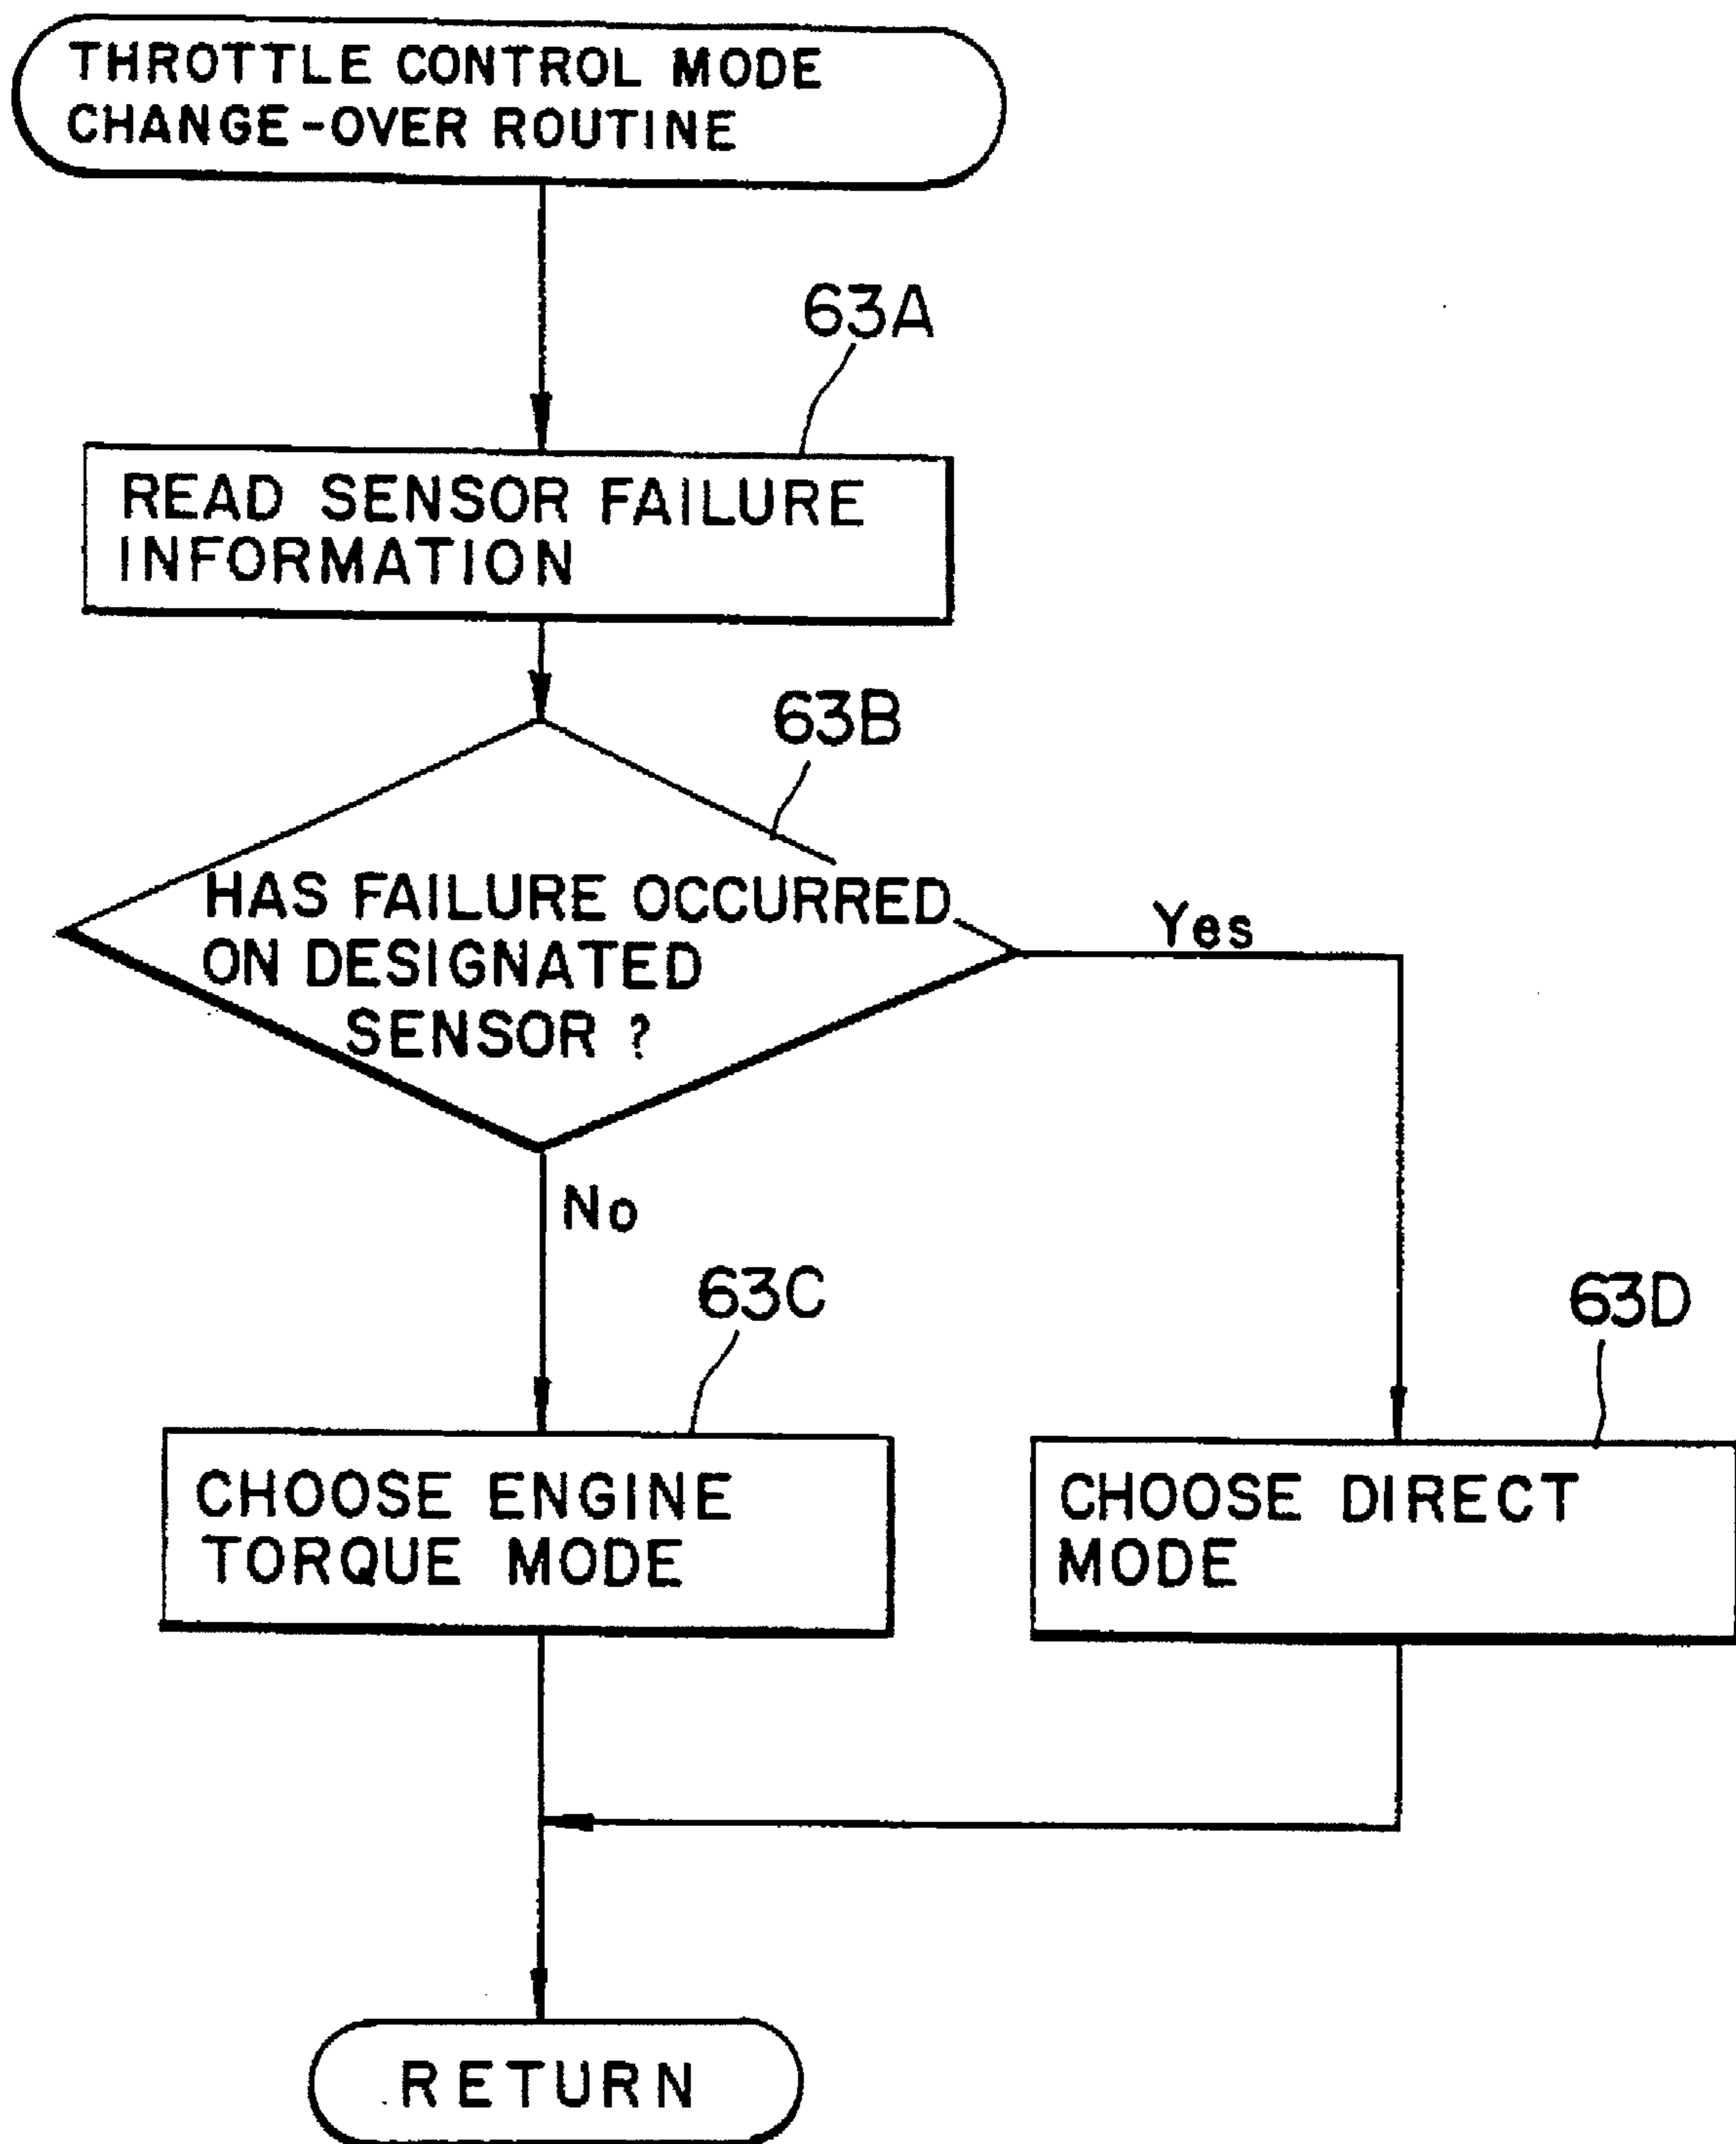 THROTTLE CONTROL MODE
CHANGE-OVER ROUTINE
63A
READ SENSOR FAILURE
INFORMATION
63B
HAS FAILURE OCCURRED
ON DESIGNATED
SENSOR ?
Yes
No
63C
CHOOSE ENGINE
TORQUE MODE
63D
CHOOSE DIRECT
MODE
RETURN